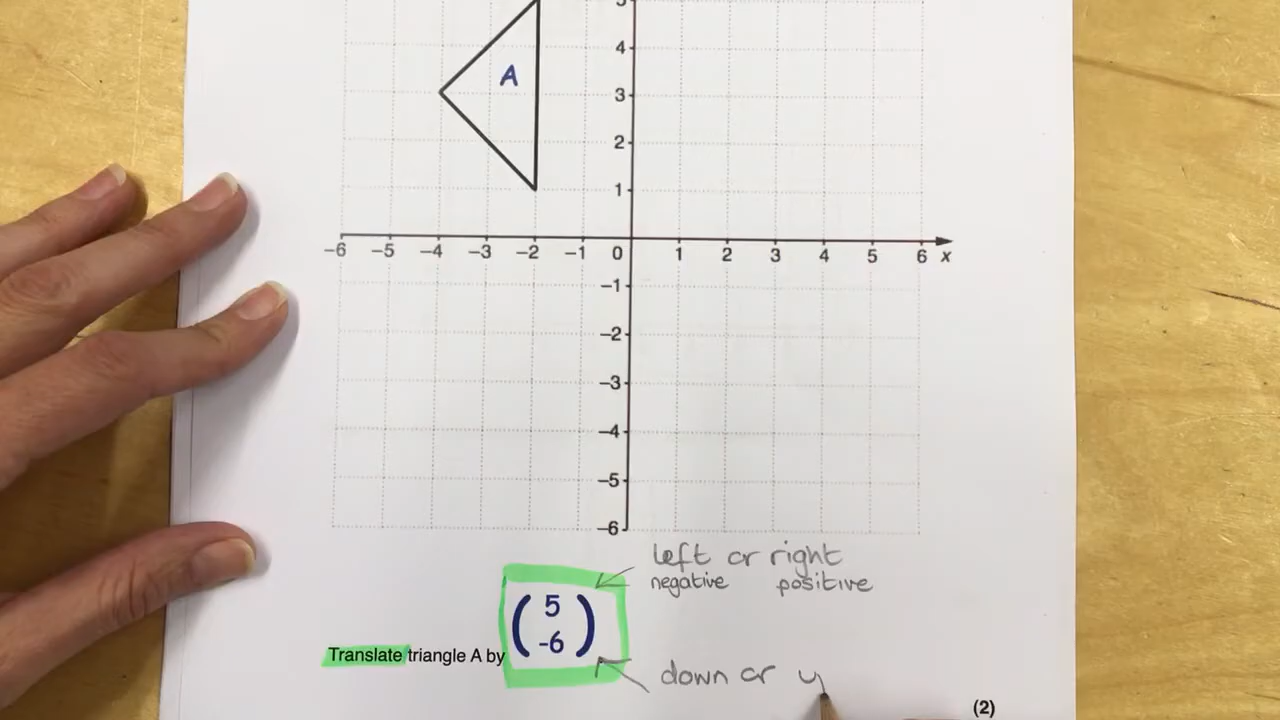 5
4
A
3
2
1
-6 -5 -4 -3 -2 -1 0 1 2 3 4 5 6 x
-1
-2
-3
-4
-5
-6
left or right
negative positive
5
-6
Translate triangle A by
down or
(2)